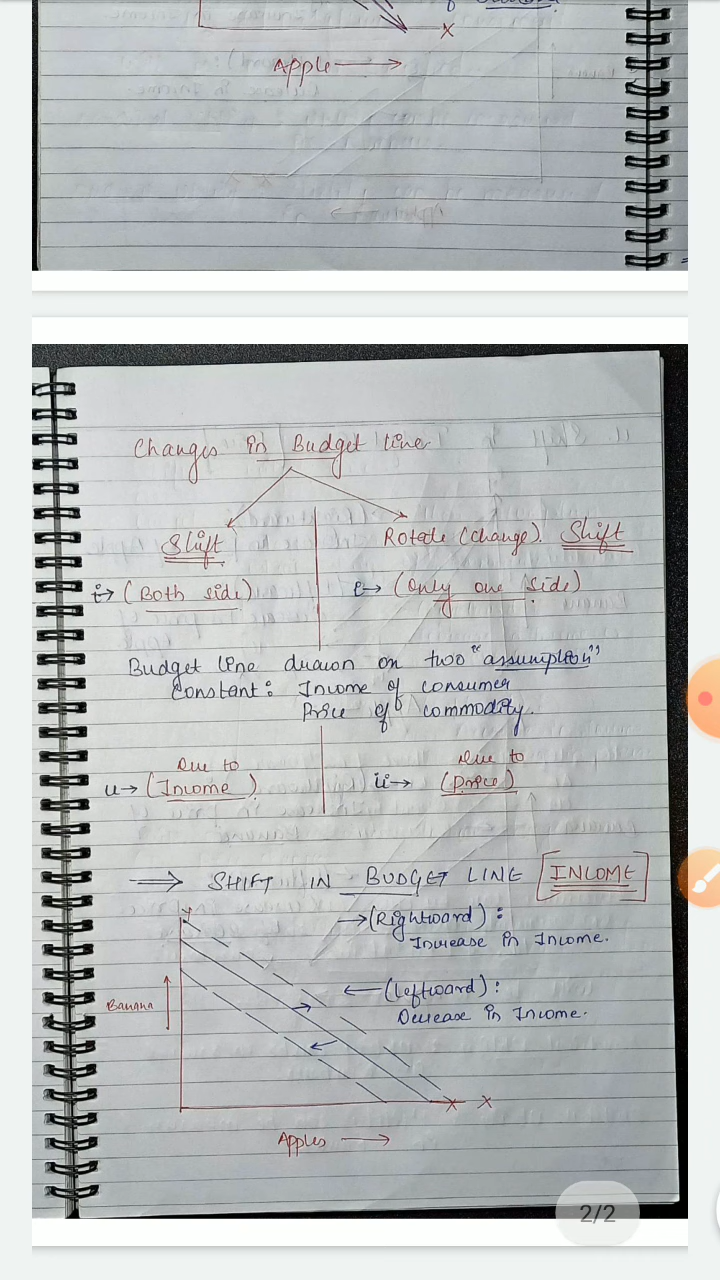 X
Apple →
Changes in Budget line.
Shift
Rotate (change). Shift
i→ (Both side)
i→ (Only one side)
Budget line drawn on two "assumption"
Constant: Income of consumer
Price of commodity.
Due to
Due to
ii→ (Income)
ii→ (Price)
⇒ SHIFT IN BUDGET LINE [INCOME]
Y
→(Rightward):
Increase in Income.
Banana
←(Leftward):
Decrease in Income.
X X
Apples →
2/2